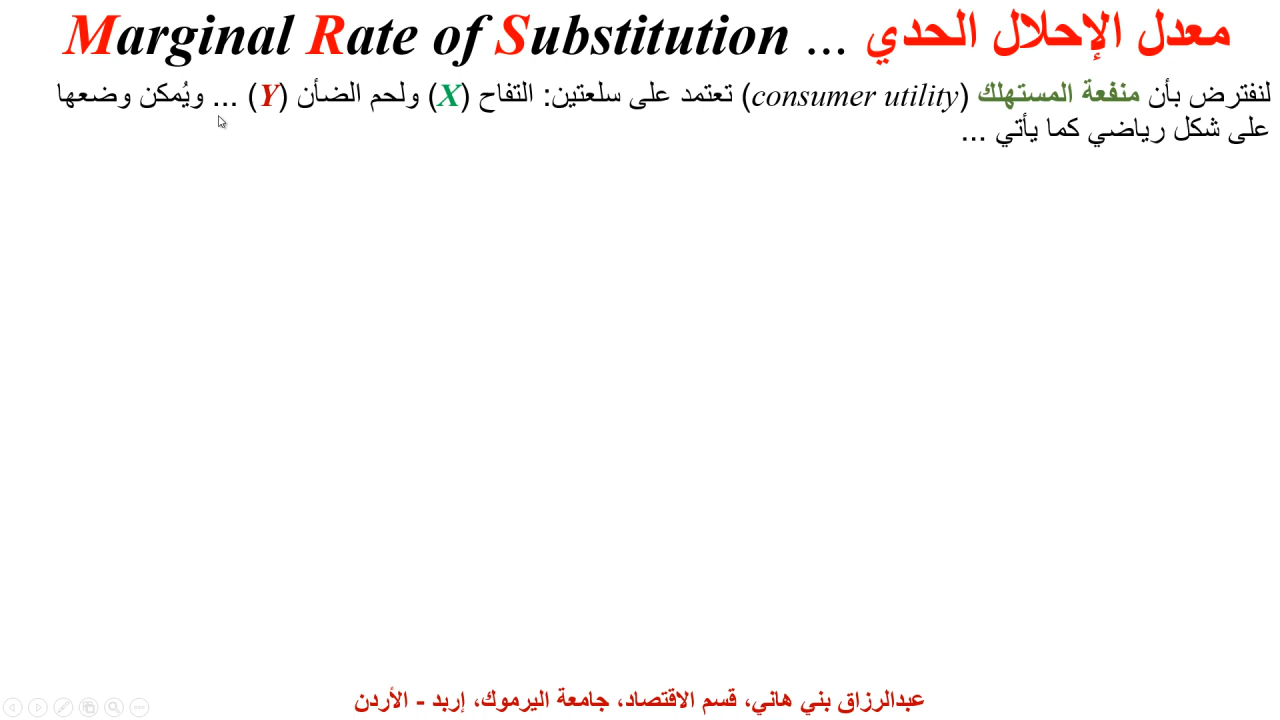 معدل الإحلال الحدي ... Marginal Rate of Substitution
لنفترض بأن منفعة المستهلك (consumer utility) تعتمد على سلعتين: التفاح (X) ولحم الضأن (Y) ... ويُمكن وضعها
على شكل رياضي كما يأتي ...
عبدالرزاق بني هاني، قسم الاقتصاد، جامعة اليرموك، إربد - الأردن